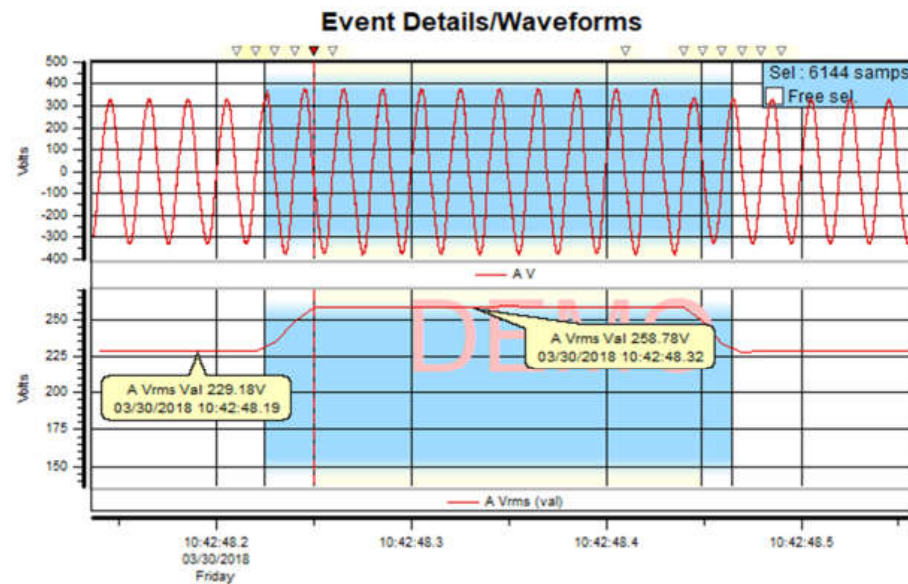 Event Details/Waveforms
500
400
300
200
100
0
-100
-200
-300
-400
Volts
Sel : 6144 samps
Free sel.
A V
250
225
200
175
150
Volts
DEMO
A Vrms Val 229.18V
03/30/2018 10:42:48.19
A Vrms Val 258.78V
03/30/2018 10:42:48.32
A Vrms (val)
10:42:48.2 10:42:48.3 10:42:48.4 10:42:48.5
03/30/2018
Friday